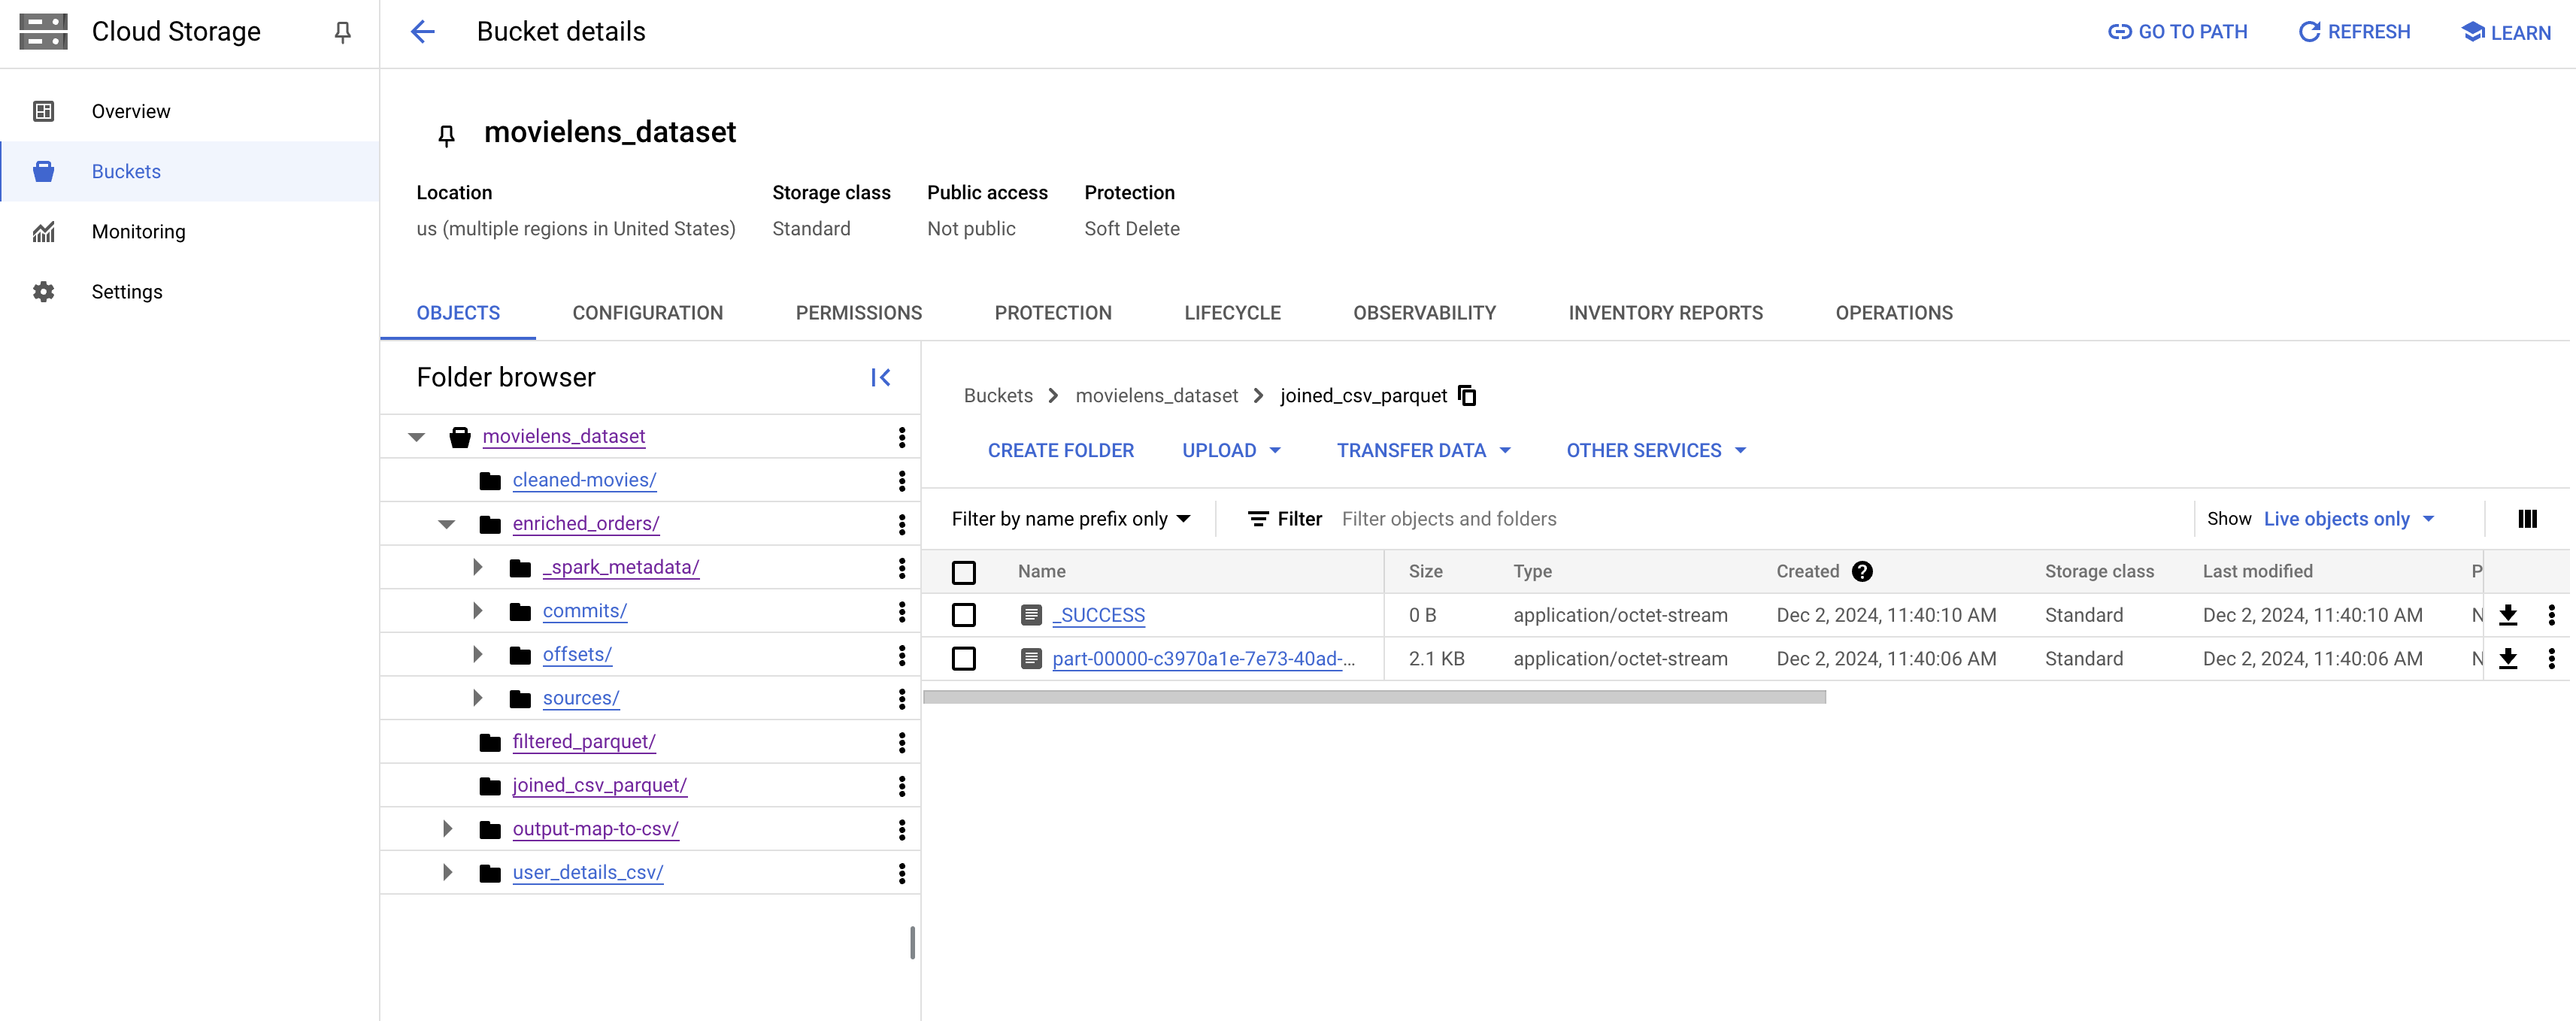 Cloud Storage
Bucket details
GO TO PATH
REFRESH
LEARN
Overview
Buckets
Monitoring
Settings
movielens_dataset
Location Storage class Public access Protection
us (multiple regions in United States) Standard Not public Soft Delete
OBJECTS CONFIGURATION PERMISSIONS PROTECTION LIFECYCLE OBSERVABILITY INVENTORY REPORTS OPERATIONS
Folder browser
movielens_dataset
cleaned-movies/
enriched_orders/
_spark_metadata/
commits/
offsets/
sources/
filtered_parquet/
joined_csv_parquet/
output-map-to-csv/
user_details_csv/
Buckets movielens_dataset joined_csv_parquet
CREATE FOLDER UPLOAD TRANSFER DATA OTHER SERVICES
Filter by name prefix only Filter Filter objects and folders Show Live objects only
Name Size Type Created Storage class Last modified P
_SUCCESS 0 B application/octet-stream Dec 2, 2024, 11:40:10 AM Standard Dec 2, 2024, 11:40:10 AM N
part-00000-c3970a1e-7e73-40ad-... 2.1 KB application/octet-stream Dec 2, 2024, 11:40:06 AM Standard Dec 2, 2024, 11:40:06 AM N